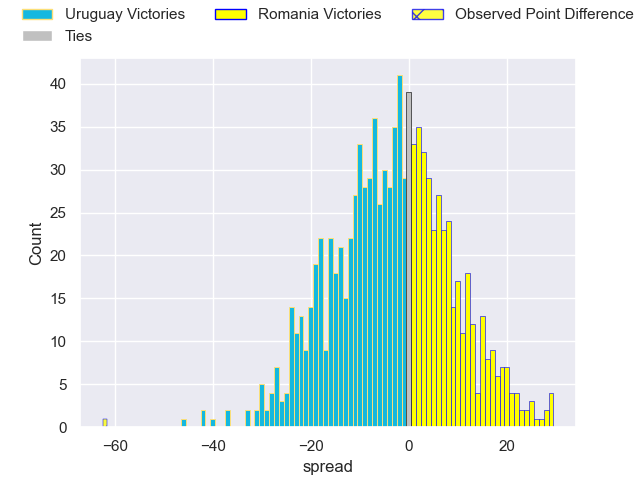 Uruguay Victories
Romania Victories
Observed Point Difference
Ties
40
35
30
25
20
15
10
5
0
Count
−60
−40
−20
0
20
spread